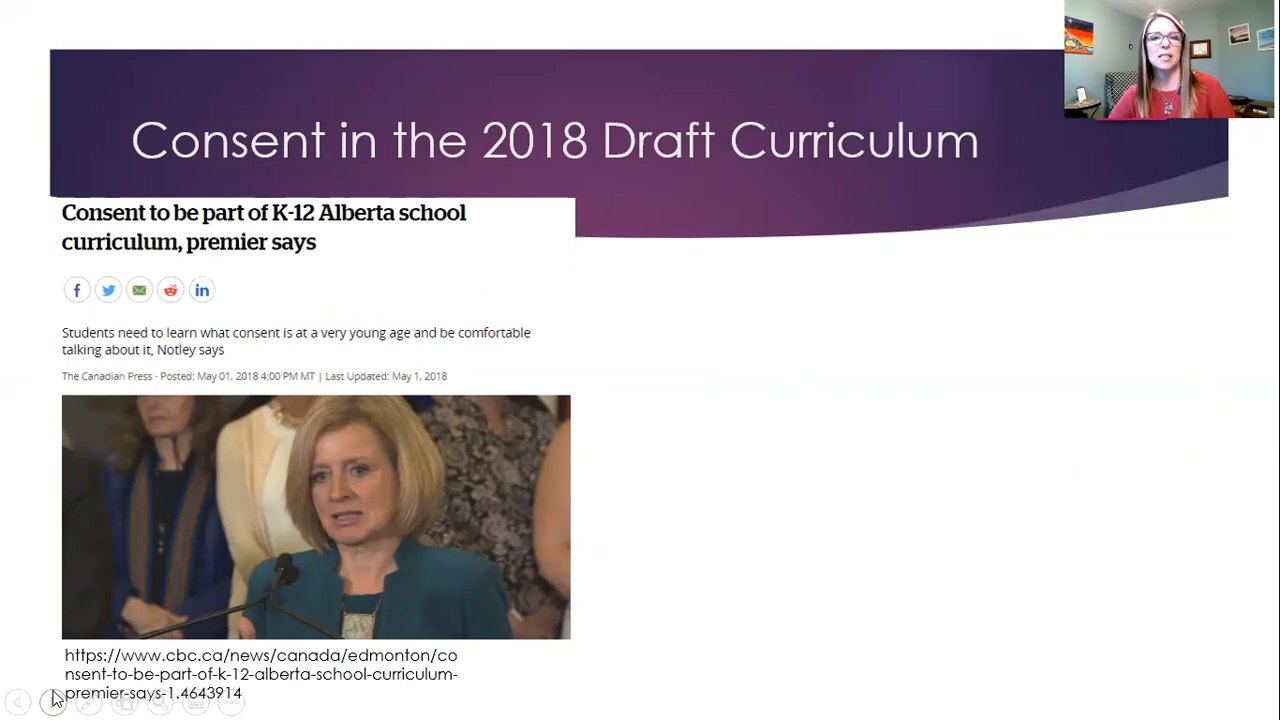 Consent in the 2018 Draft Curriculum
Consent to be part of K-12 Alberta school
curriculum, premier says
Students need to learn what consent is at a very young age and be comfortable
talking about it, Notley says
The Canadian Press · Posted: May 01, 2018 4:00 PM MT | Last Updated: May 1, 2018
https://www.cbc.ca/news/canada/edmonton/co
nsent-to-be-part-of-k-12-alberta-school-curriculum-
premier-says-1.4643914